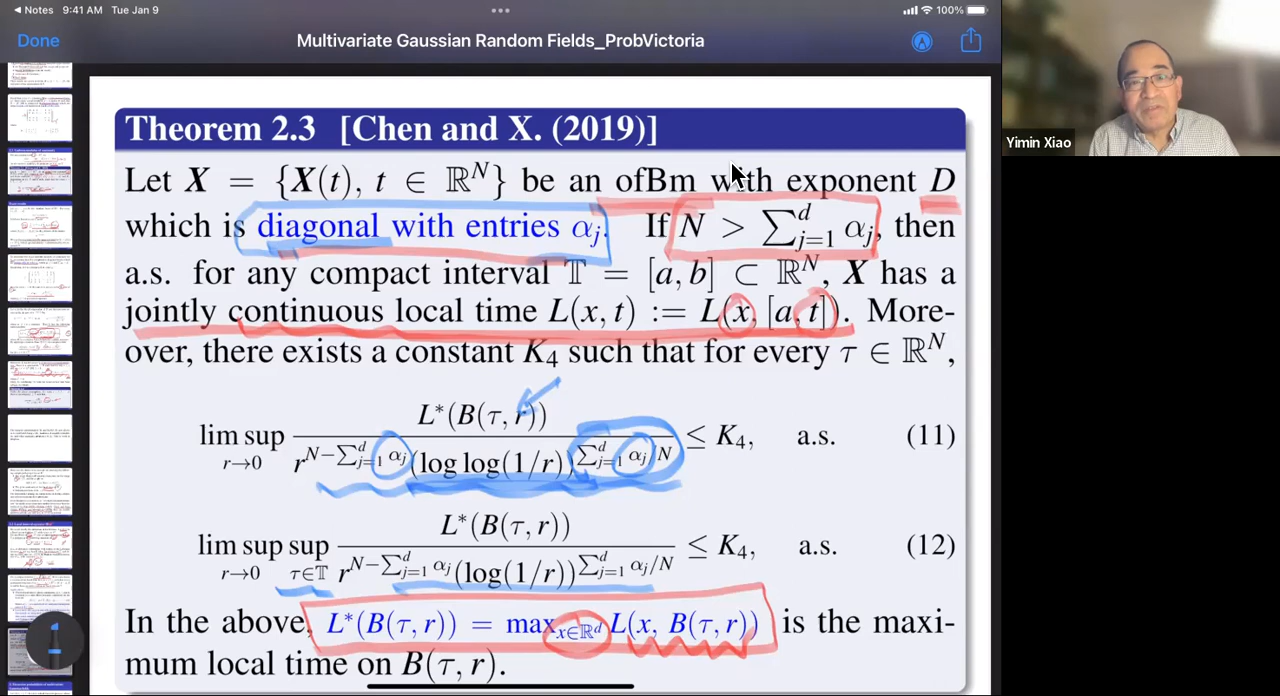 Notes 9:41 AM Tue Jan 9 100%
Done Multivariate Gaussian Random Fields_ProbVictoria
Yimin Xiao
Theorem 2.3 [Chen and X. (2019)]
Let X = {X(t), t ∈ ℝ^N} be an ofBm with exponent D
which is diagonal with entries α_j. If N > ∑_{j=1}^d α_j, then
a.s. for any compact interval 𝕋 = [a, b] ⊂ ℝ^N, X has a
jointly continuous local time L(x, t) := L(x, [a, t]). More-
over, there exists a constant K_4 such that for every τ ∈ ℝ^N,
lim sup_{r→0} L*(B(τ, r)) / r^{N−∑_{j=1}^d α_j}(log log(1/r))^{∑_{j=1}^d α_j/N} ≤ K_4, a.s. (11)
lim sup_{r→0} sup_{τ∈𝕋} L*(B(τ, r)) / r^{N−∑_{j=1}^d α_j}(log(1/r))^{∑_{j=1}^d α_j/N} ≤ K_4, a.s. (12)
In the above, L*(B(τ, r)) = max_{x∈ℝ^d} L(x, B(τ, r)) is the maxi-
mum local time on B(τ, r).